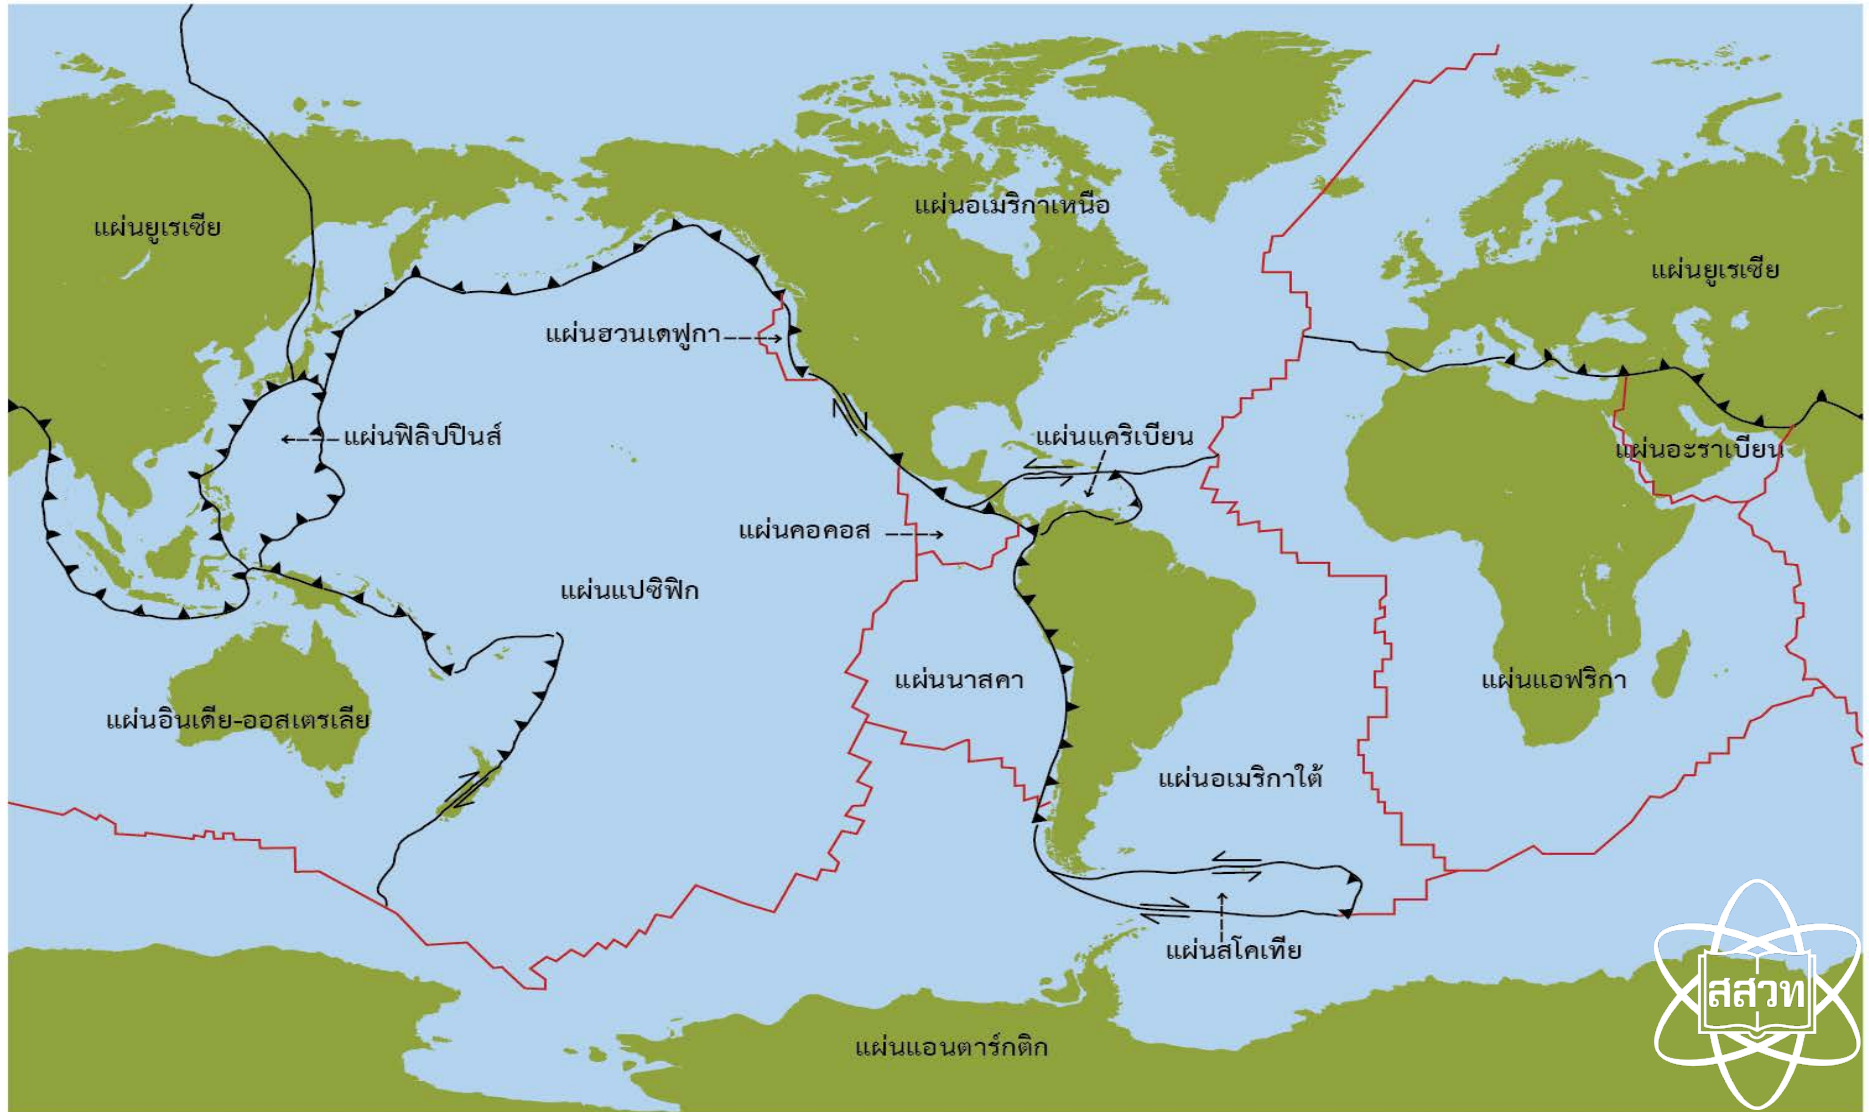 แผ่นอเมริกาเหนือ
แผ่นยูเรเซีย
แผ่นยูเรเซีย
แผ่นฮวนเดฟูกา
แผ่นฟิลิปปินส์
แผ่นแคริเบียน
แผ่นอะราเบียน
แผ่นคอคอส
แผ่นแปซิฟิก
แผ่นนาสคา
แผ่นแอฟริกา
แผ่นอินเดีย-ออสเตรเลีย
แผ่นอเมริกาใต้
แผ่นสโคเทีย
สสวท
แผ่นแอนตาร์กติก